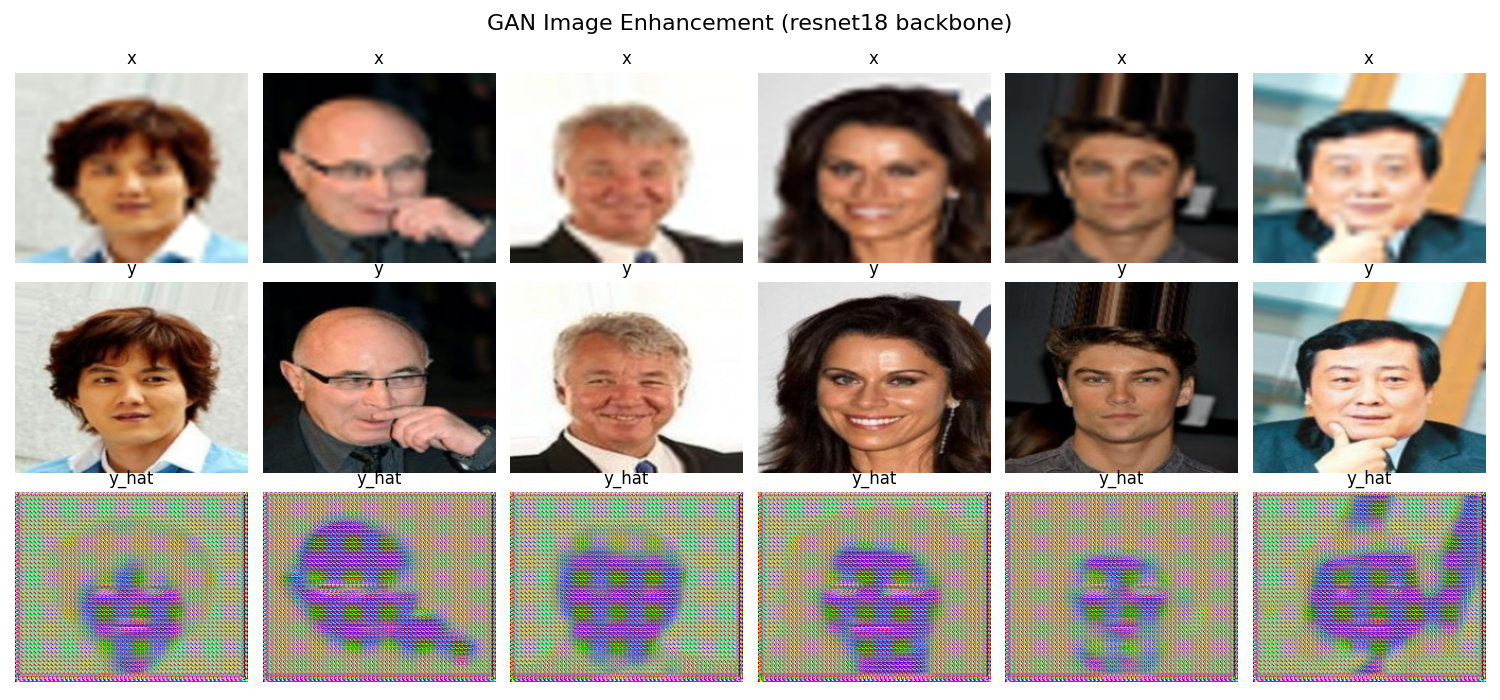 GAN Image Enhancement (resnet18 backbone)
x x x x x x
y y y y y y
y_hat y_hat y_hat y_hat y_hat y_hat